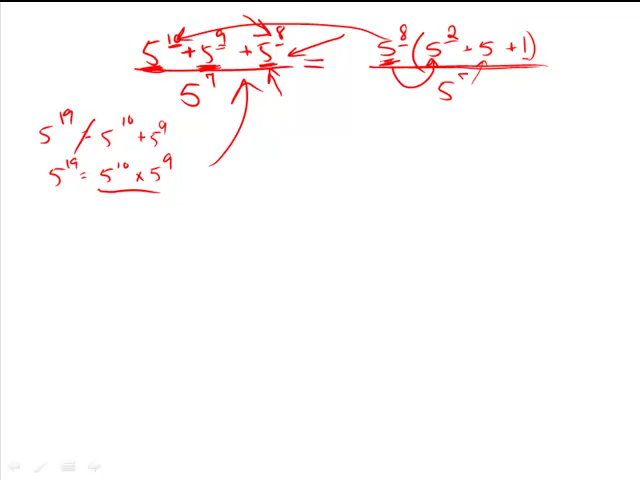 5^10 + 5^9 + 5^8 / 5^7 = 5^8 (5^2 + 5 + 1) / 5^7
5^19 ≠ 5^10 + 5^9
5^19 = 5^10 × 5^9